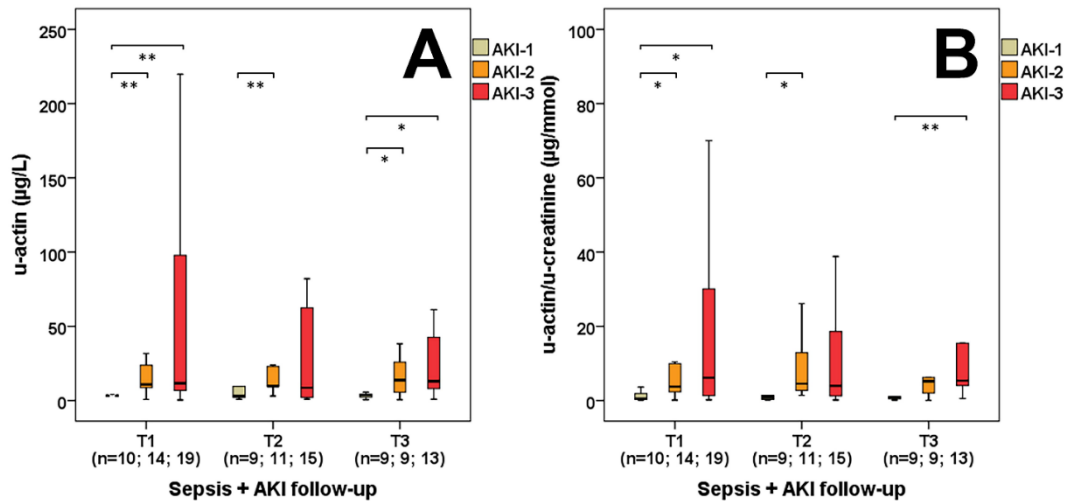 A
AKI-1
AKI-2
AKI-3
u-actin (µg/L)
250
200
150
100
50
0
**
**
**
*
*
T1 T2 T3
(n=10; 14; 19) (n=9; 11; 15) (n=9; 9; 13)
Sepsis + AKI follow-up
B
AKI-1
AKI-2
AKI-3
u-actin/u-creatinine (µg/mmol)
100
80
60
40
20
0
*
*
*
**
T1 T2 T3
(n=10; 14; 19) (n=9; 11; 15) (n=9; 9; 13)
Sepsis + AKI follow-up